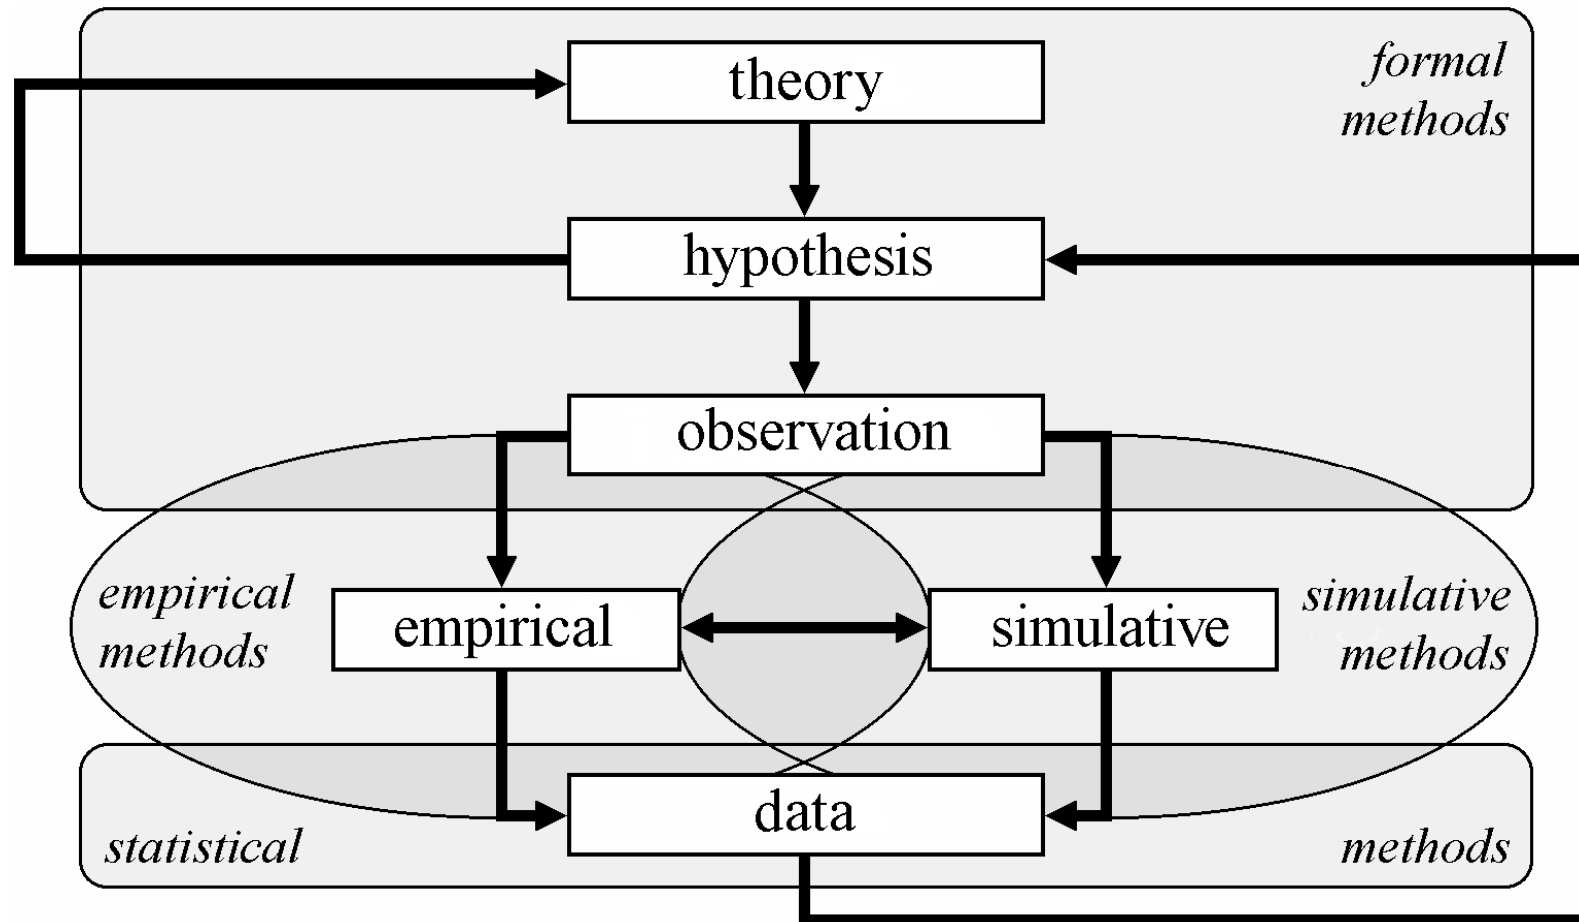 theory
formal
methods
hypothesis
observation
empirical
methods
empirical
simulative
simulative
methods
data
statistical
methods